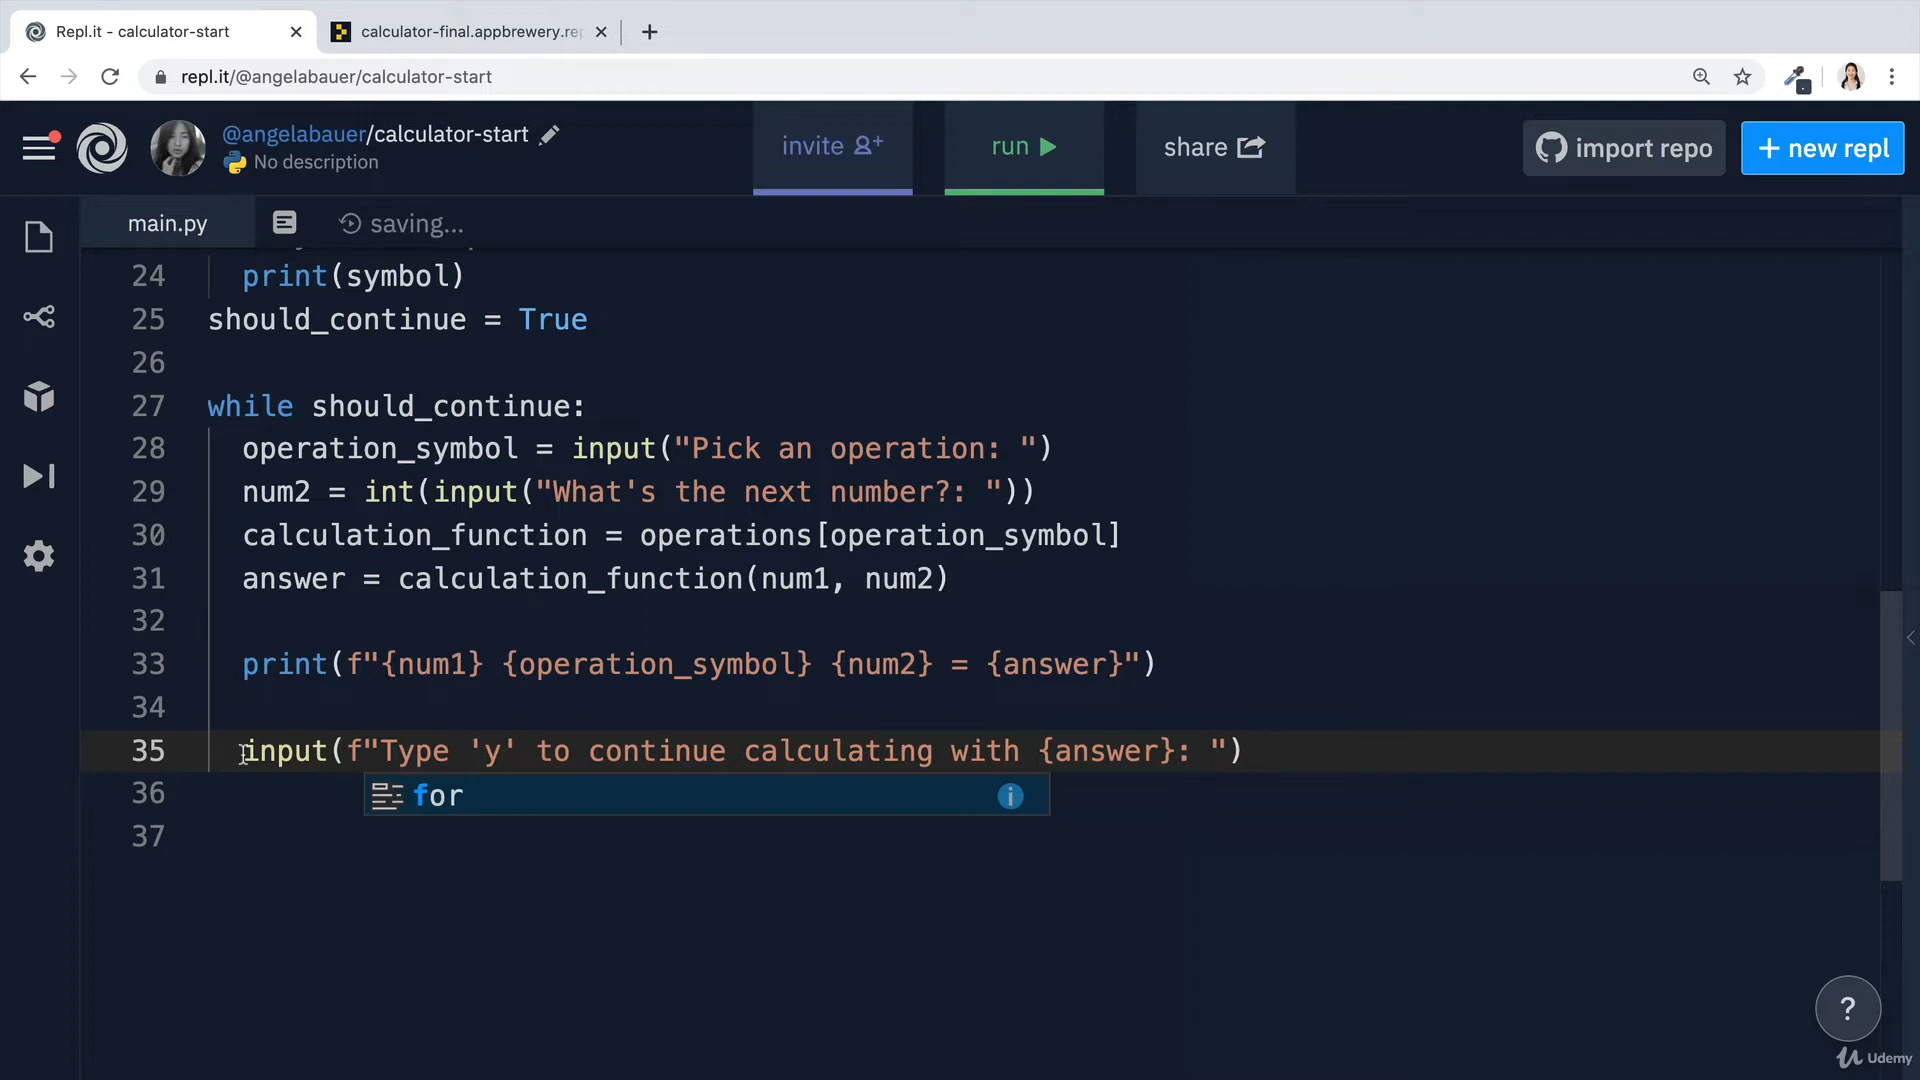 Repl.it - calculator-start
calculator-final.appbrewery.re
repl.it/@angelabauer/calculator-start
@angelabauer/calculator-start
No description
invite
run
share
import repo
+ new repl
main.py
saving...
24 print(symbol)
25 should_continue = True
26
27 while should_continue:
28 operation_symbol = input("Pick an operation: ")
29 num2 = int(input("What's the next number?: "))
30 calculation_function = operations[operation_symbol]
31 answer = calculation_function(num1, num2)
32
33 print(f"{num1} {operation_symbol} {num2} = {answer}")
34
35 input(f"Type 'y' to continue calculating with {answer}: ")
for
36
37
?
Udemy